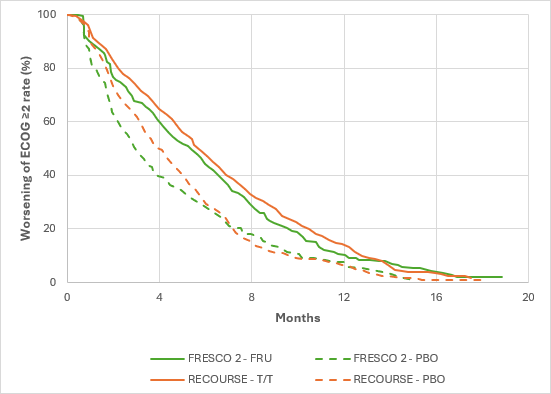 Worsening of ECOG ≥2 rate (%)
100
80
60
40
20
0
0 4 8 12 16 20
Months
FRESCO 2 - FRU FRESCO 2 - PBO
RECOURSE - T/T RECOURSE - PBO